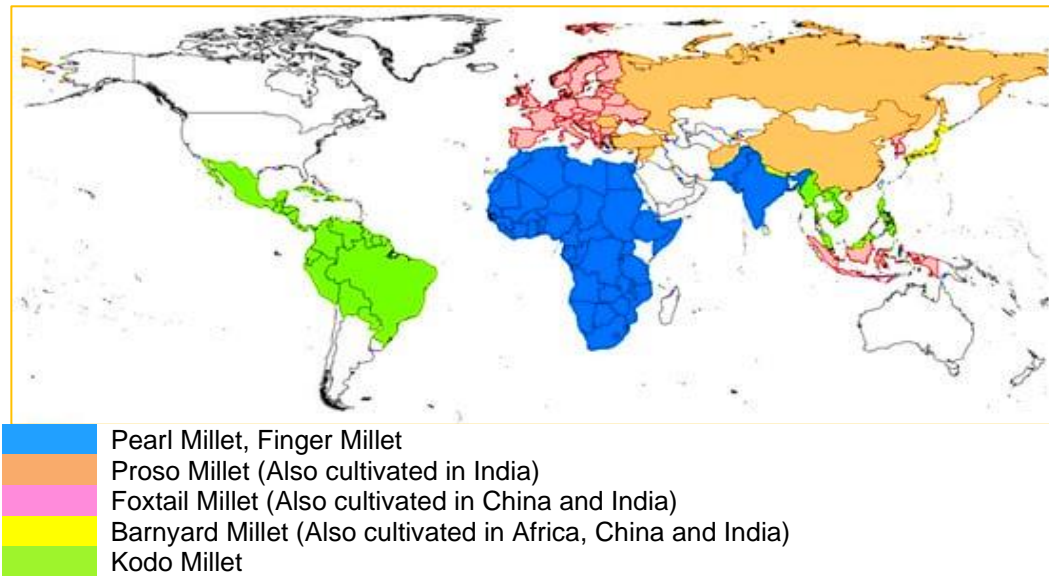 Pearl Millet, Finger Millet
Proso Millet (Also cultivated in India)
Foxtail Millet (Also cultivated in China and India)
Barnyard Millet (Also cultivated in Africa, China and India)
Kodo Millet